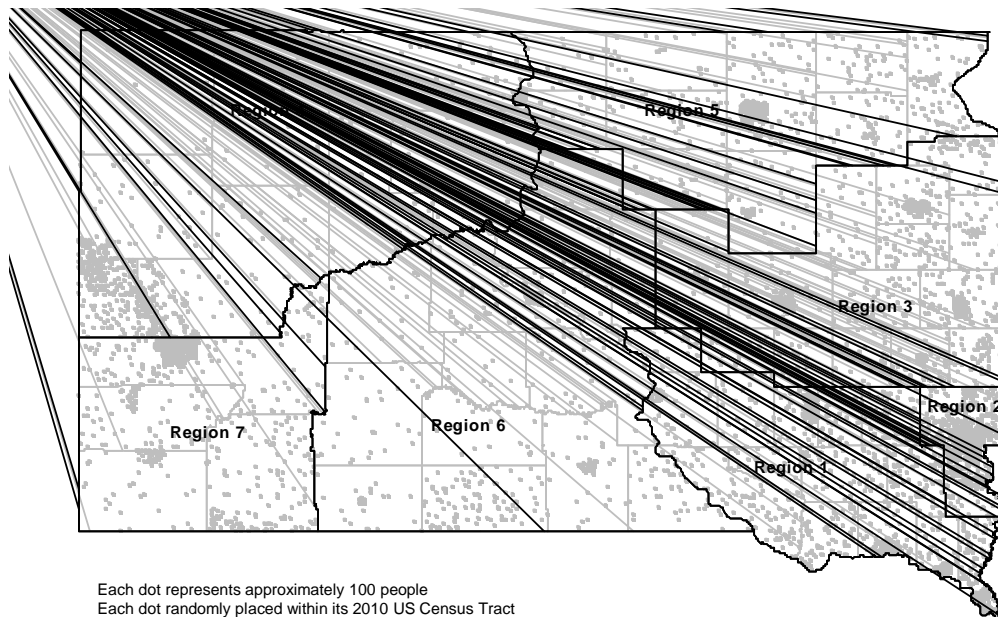 Region
Region 5
Region 3
Region 2
Region 7
Region 6
Region 1
Each dot represents approximately 100 people
Each dot randomly placed within its 2010 US Census Tract